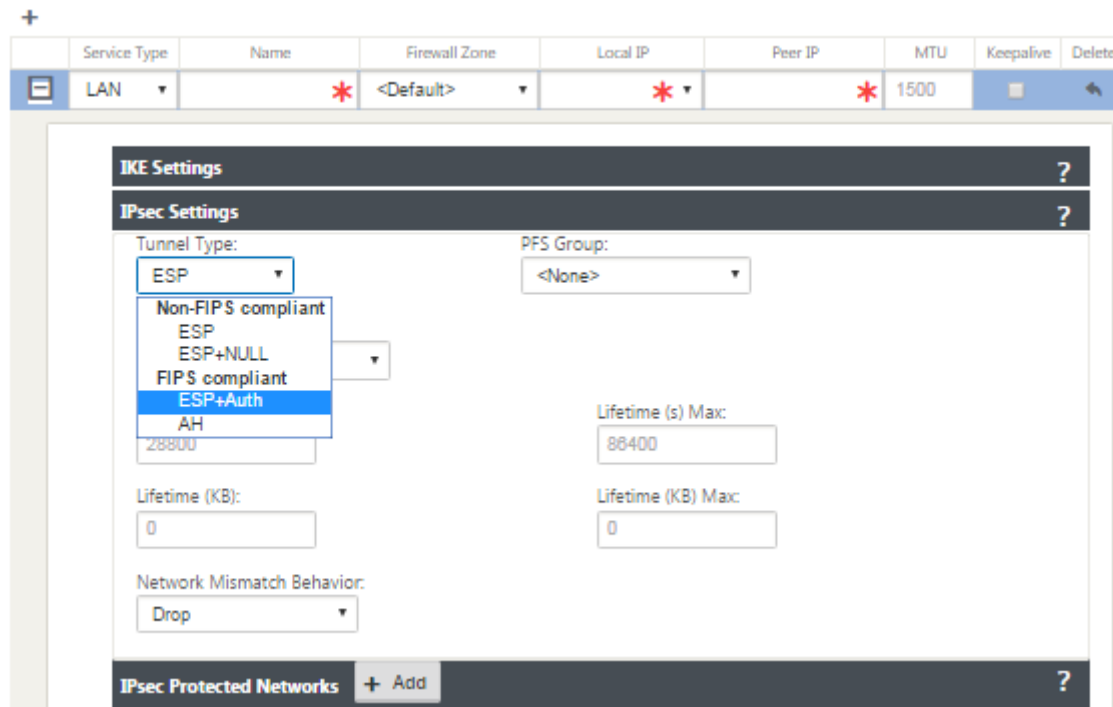 +
Service Type Name Firewall Zone Local IP Peer IP MTU Keepalive Delete
LAN * <Default> * * 1500
IKE Settings ?
IPsec Settings ?
Tunnel Type: PFS Group:
ESP <None>
Non-FIPS compliant
ESP
ESP+NULL
FIPS compliant
ESP+Auth
AH
Lifetime (s) Max:
28800 86400
Lifetime (KB): Lifetime (KB) Max:
0 0
Network Mismatch Behavior:
Drop
IPsec Protected Networks + Add ?